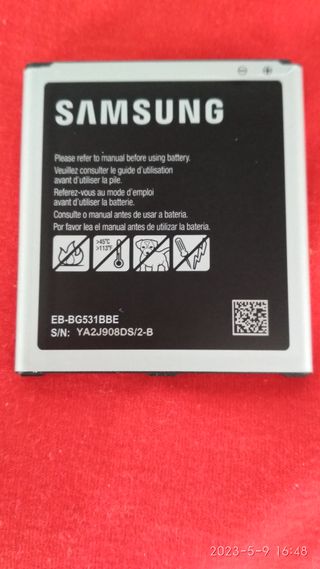 SAMSUNG
Please refer to manual before using battery.
Veuillez consulter le guide d'utilisation
avant d'utiliser la pile.
Referez-vous au mode d'emploi
avant d'utiliser la batterie.
Consulte o manual antes de usar a bateria.
Por favor lea el manual antes de utilizar la batería.
>45°C
>113°F
EB-BG531BBE
S/N: YA2J908DS/2-B
2023-5-9 16:48